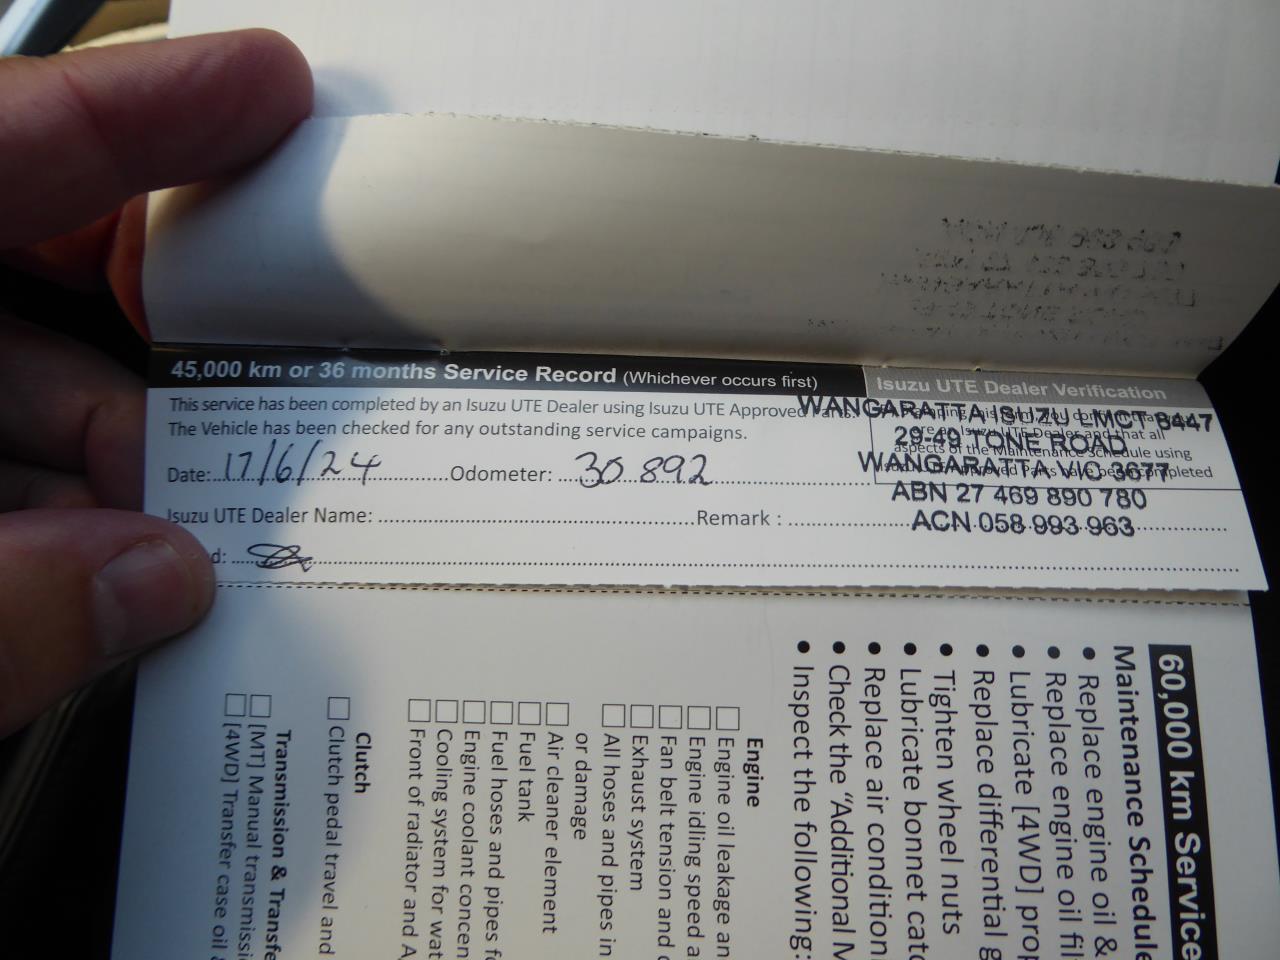 45,000 km or 36 months Service Record (Whichever occurs first)
Isuzu UTE Dealer Verification
This service has been completed by an Isuzu UTE Dealer using Isuzu UTE Approved Parts.
The Vehicle has been checked for any outstanding service campaigns.
WANGARATTA ISUZU LMCT 8447
29-49 TONE ROAD
WANGARATTA VIC 3677
ABN 27 469 890 780
ACN 058 993 963
aspects of the Maintenance Schedule using
Date: 17/6/24 Odometer: 30 892
Isuzu UTE Dealer Name: Remark :
d:
60,000 km Service
Maintenance Schedule
• Replace engine oil &
• Replace engine oil fil
• Lubricate [4WD] prop
• Replace differential g
• Tighten wheel nuts
• Lubricate bonnet catc
• Replace air condition
• Check the “Additional M
• Inspect the following:
Engine
Engine oil leakage an
Engine idling speed a
Fan belt tension and
Exhaust system
All hoses and pipes in
or damage
Air cleaner element
Fuel tank
Fuel hoses and pipes f
Engine coolant concen
Cooling system for wat
Front of radiator and A
Clutch
Clutch pedal travel and
Transmission & Transfe
[MT] Manual transmissi
[4WD] Transfer case oil